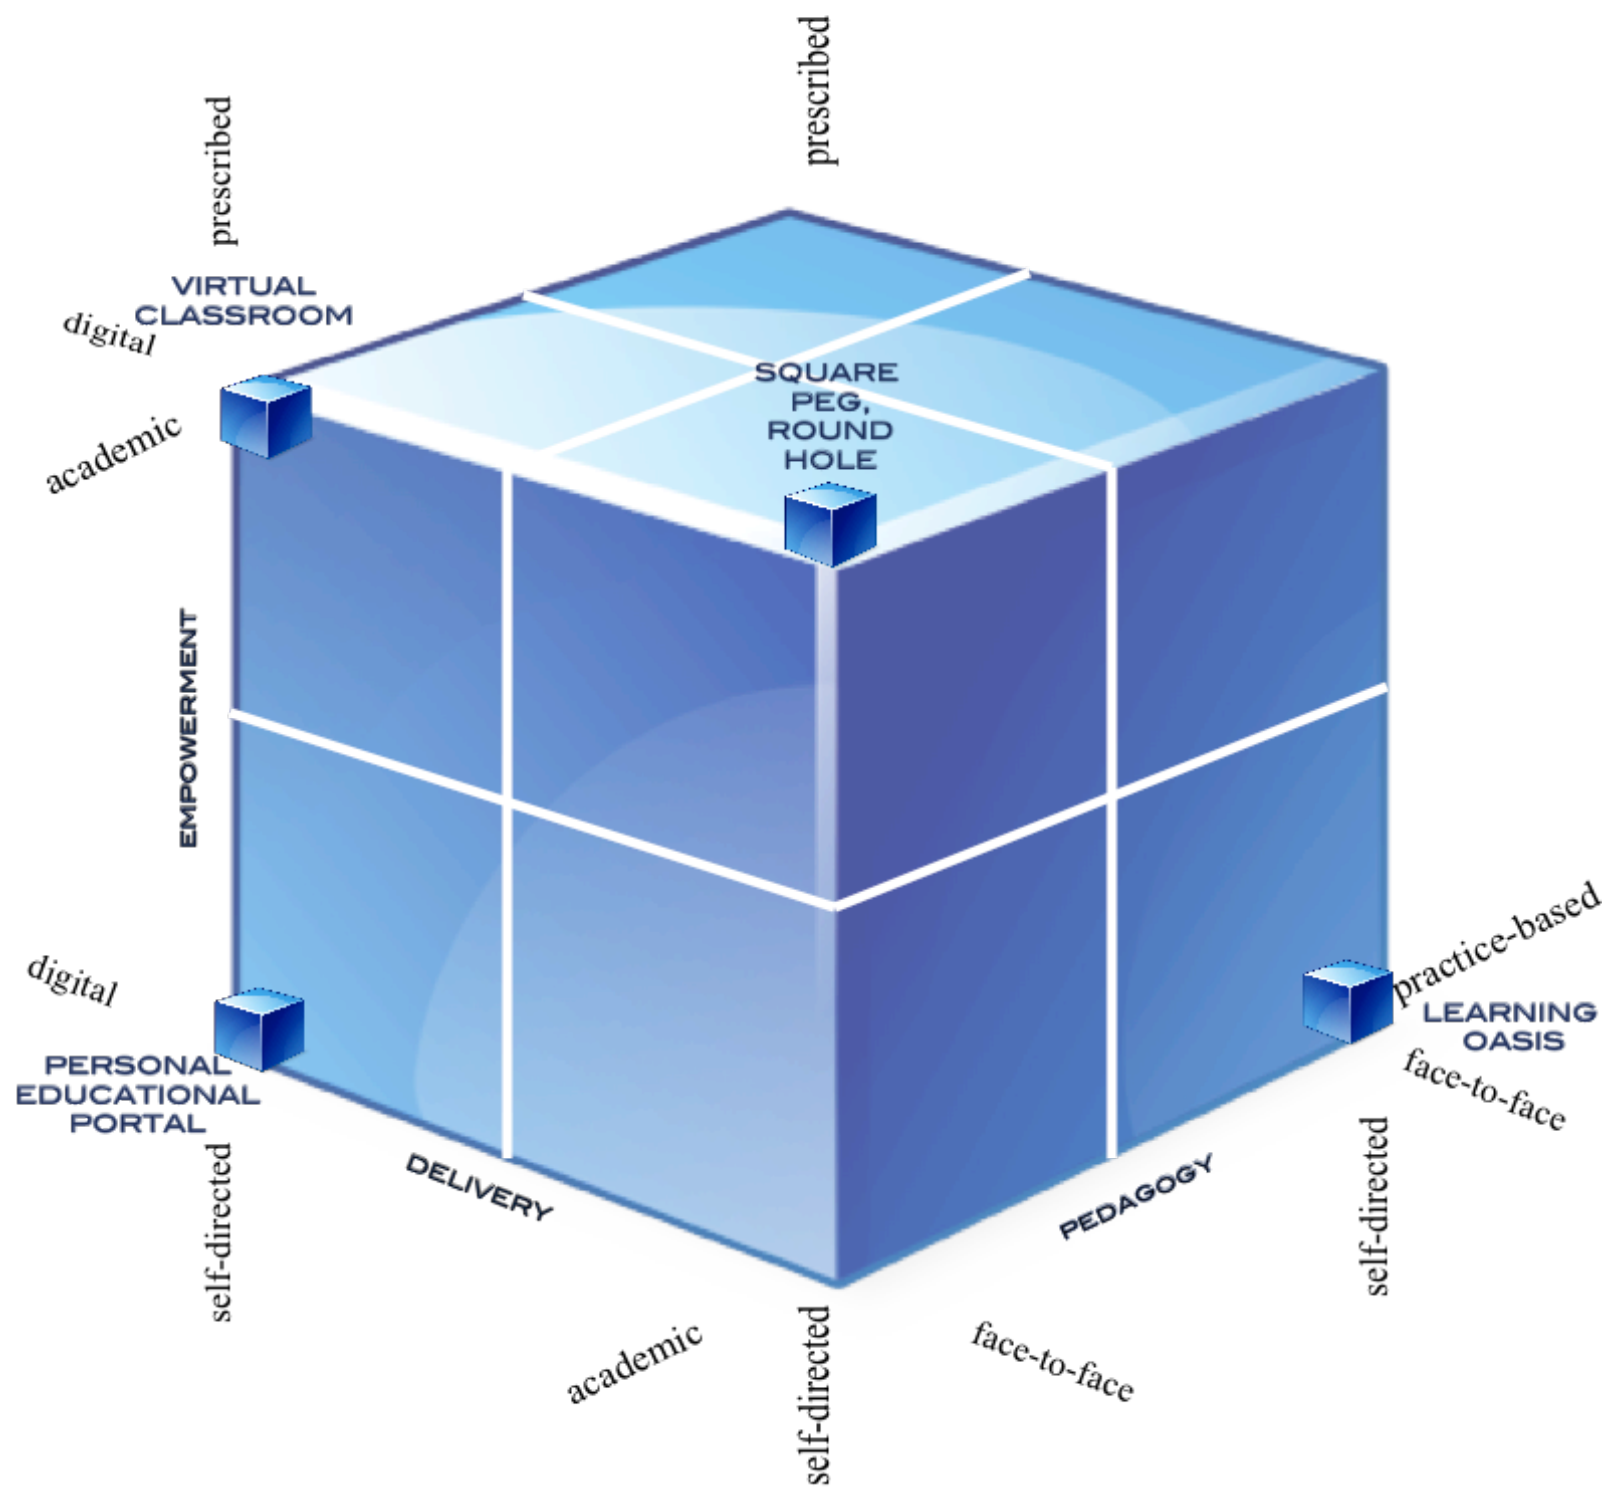 prescribed
prescribed
VIRTUAL
CLASSROOM
digital
academic
SQUARE
PEG,
ROUND
HOLE
EMPOWERMENT
digital
PERSONAL
EDUCATIONAL
PORTAL
self-directed
DELIVERY
academic
self-directed
face-to-face
PEDAGOGY
practice-based
LEARNING
OASIS
face-to-face
self-directed